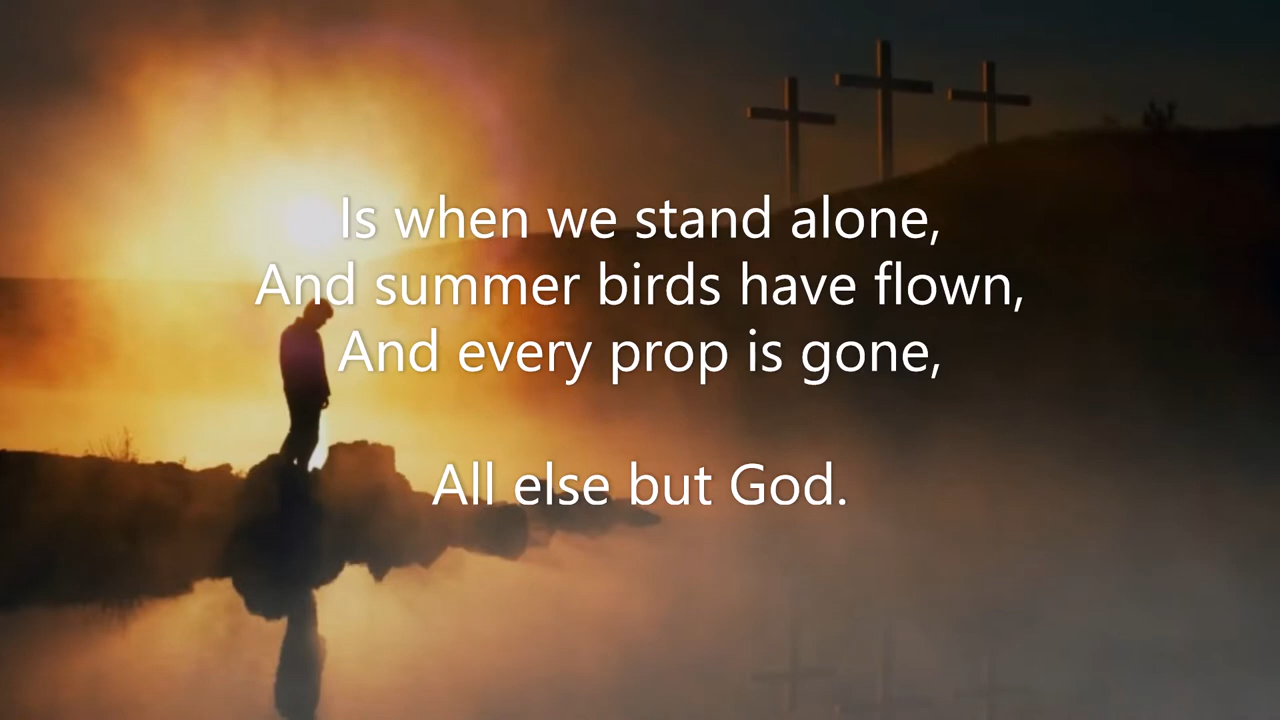 Is when we stand alone,
And summer birds have flown,
And every prop is gone,
All else but God.